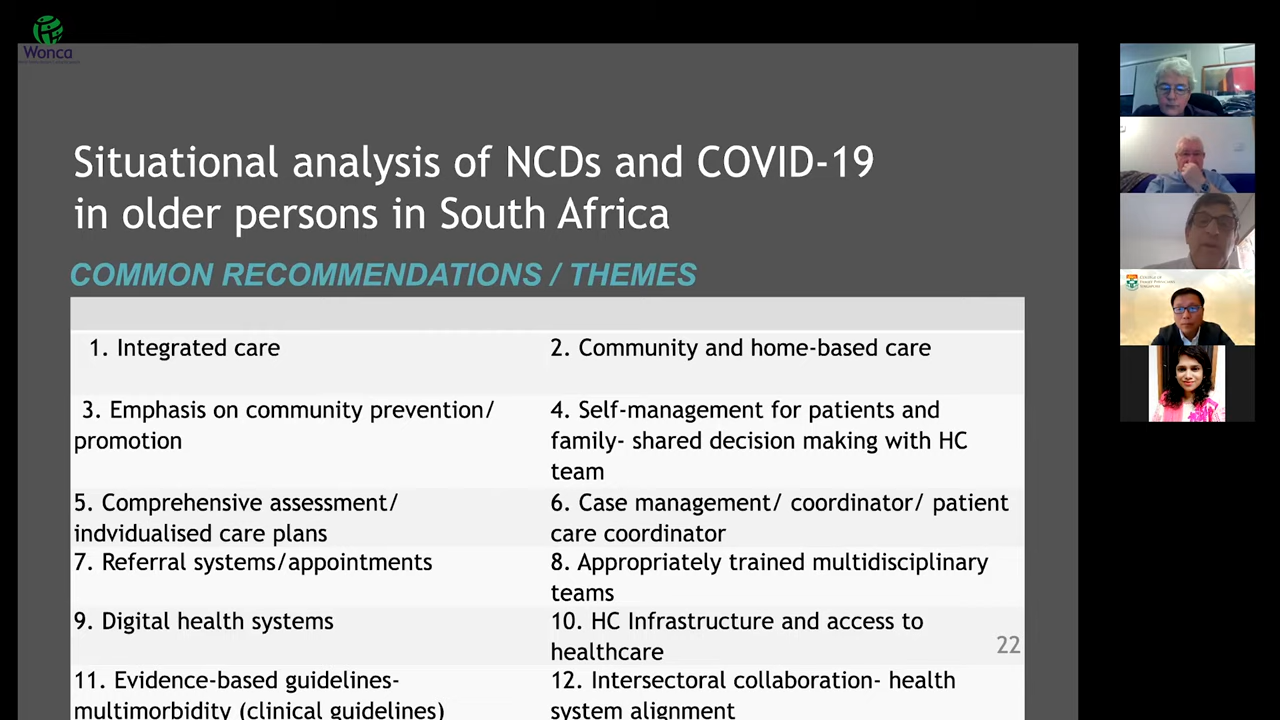 Wonca
Situational analysis of NCDs and COVID-19
in older persons in South Africa
COMMON RECOMMENDATIONS / THEMES
1. Integrated care
2. Community and home-based care
3. Emphasis on community prevention/
promotion
4. Self-management for patients and
family- shared decision making with HC
team
5. Comprehensive assessment/
indvidualised care plans
6. Case management/ coordinator/ patient
care coordinator
7. Referral systems/appointments
8. Appropriately trained multidisciplinary
teams
9. Digital health systems
10. HC Infrastructure and access to
healthcare
22
11. Evidence-based guidelines-
multimorbidity (clinical guidelines)
12. Intersectoral collaboration- health
system alignment